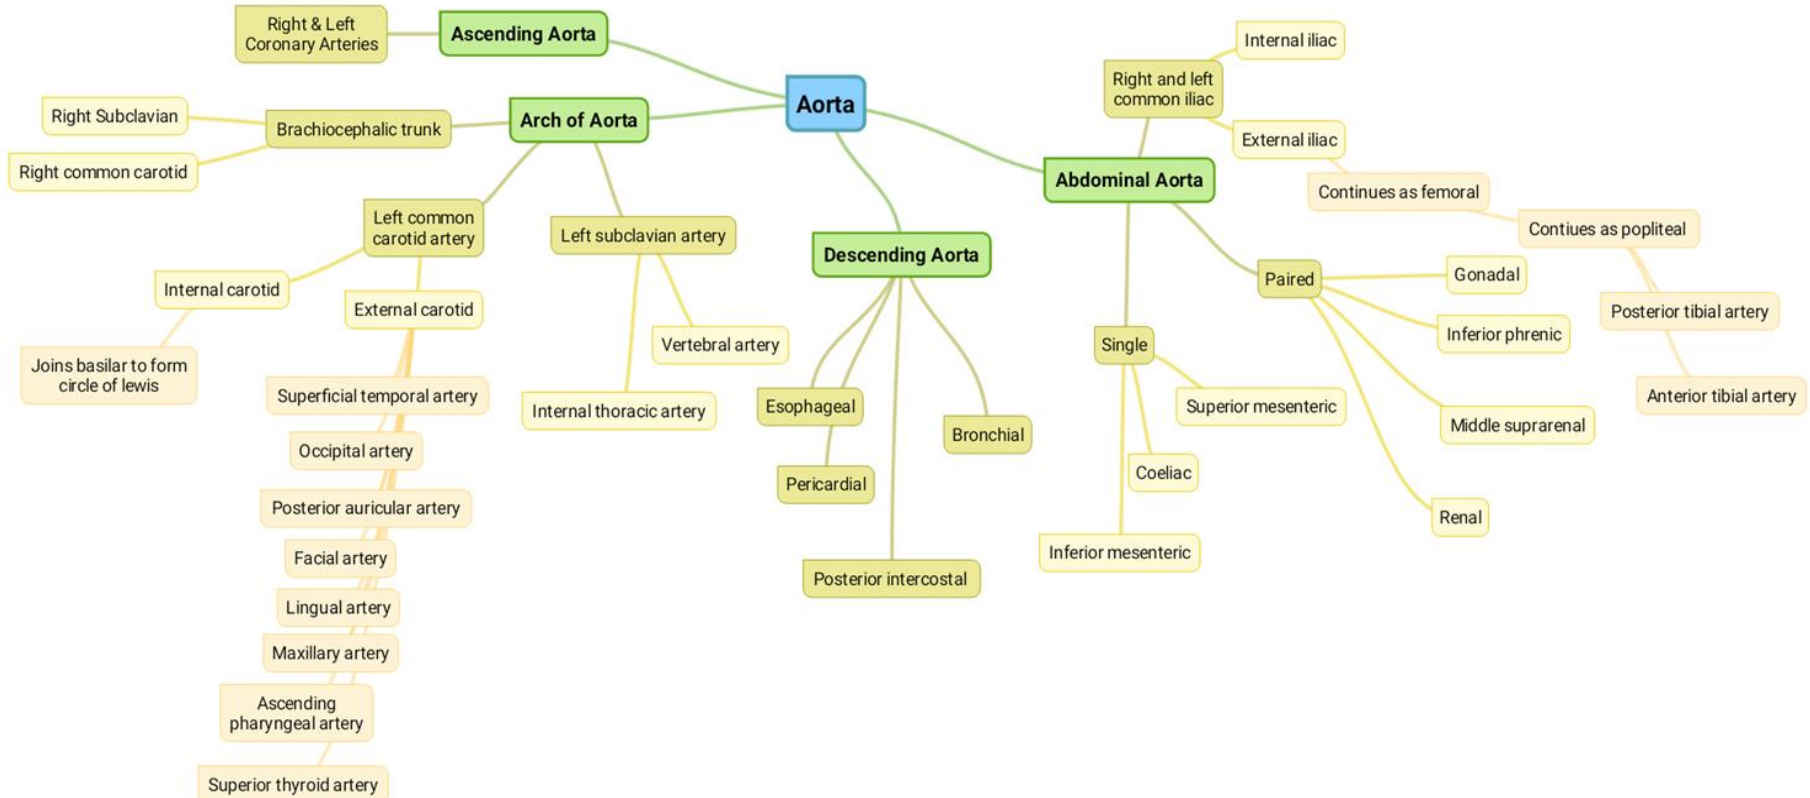 Aorta
Ascending Aorta
Right & Left
Coronary Arteries
Arch of Aorta
Brachiocephalic trunk
Right Subclavian
Right common carotid
Left common
carotid artery
Internal carotid
Joins basilar to form
circle of lewis
External carotid
Superficial temporal artery
Occipital artery
Posterior auricular artery
Facial artery
Lingual artery
Maxillary artery
Ascending
pharyngeal artery
Superior thyroid artery
Left subclavian artery
Vertebral artery
Internal thoracic artery
Descending Aorta
Esophageal
Pericardial
Posterior intercostal
Bronchial
Abdominal Aorta
Right and left
common iliac
Internal iliac
External iliac
Continues as femoral
Contiues as popliteal
Posterior tibial artery
Anterior tibial artery
Paired
Gonadal
Inferior phrenic
Middle suprarenal
Renal
Single
Superior mesenteric
Coeliac
Inferior mesenteric